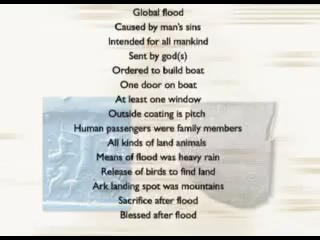 Global flood
Caused by man's sins
Intended for all mankind
Sent by god(s)
Ordered to build boat
One door on boat
At least one window
Outside coating is pitch
Human passengers were family members
All kinds of land animals
Means of flood was heavy rain
Release of birds to find land
Ark landing spot was mountains
Sacrifice after flood
Blessed after flood